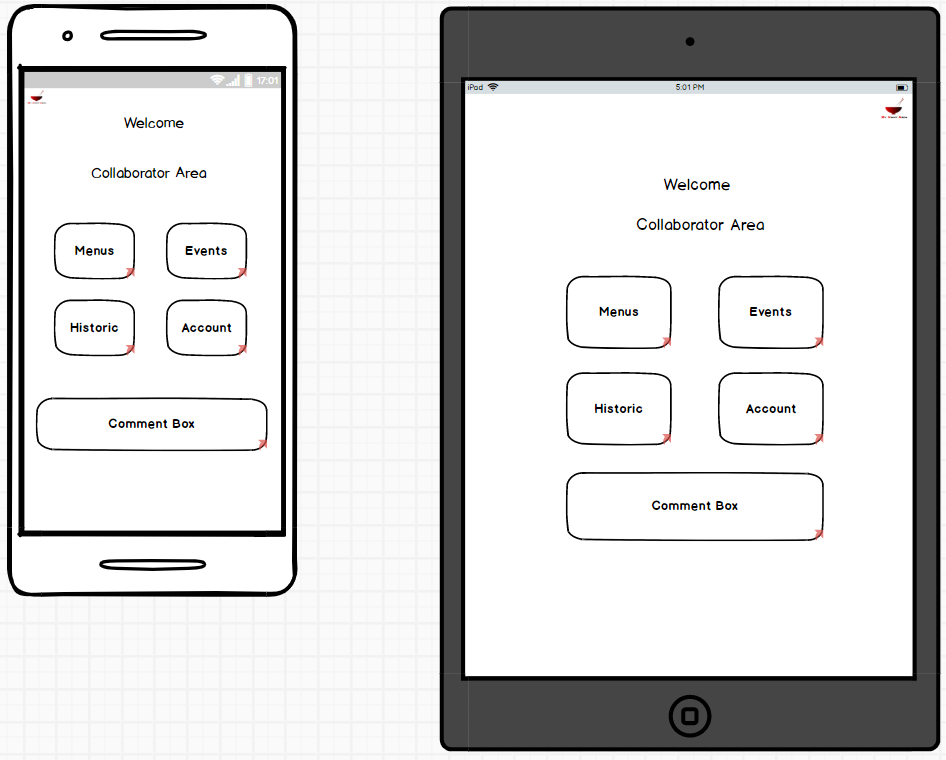 17:01
Welcome
Collaborator Area
Menus
Events
Historic
Account
Comment Box
iPad
5:01 PM
Welcome
Collaborator Area
Menus
Events
Historic
Account
Comment Box